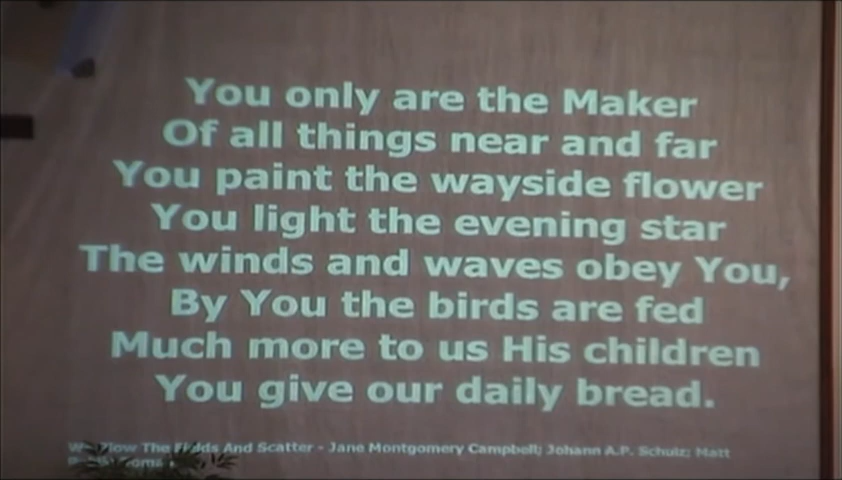 You only are the Maker
Of all things near and far
You paint the wayside flower
You light the evening star
The winds and waves obey You,
By You the birds are fed
Much more to us His children
You give our daily bread.
The And Scatter - Jane Montgomery Campbell; Johann A.P. Schulz; Matt